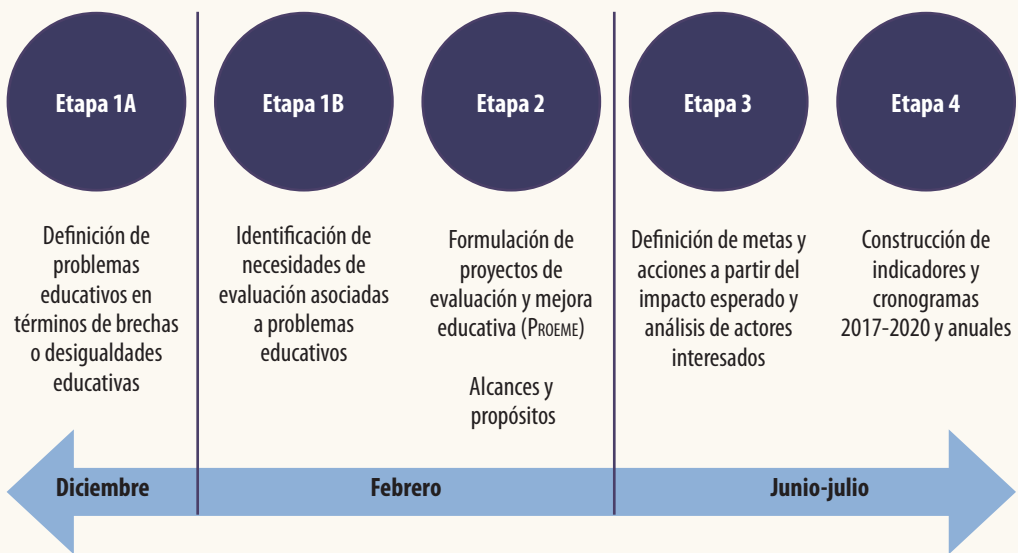 Etapa 1A
Definición de
problemas
educativos en
términos de brechas
o desigualdades
educativas
Etapa 1B
Identificación de
necesidades de
evaluación asociadas
a problemas
educativos
Etapa 2
Formulación de
proyectos de
evaluación y mejora
educativa (PROEME)
Alcances y
propósitos
Etapa 3
Definición de metas y
acciones a partir del
impacto esperado y
análisis de actores
interesados
Etapa 4
Construcción de
indicadores y
cronogramas
2017-2020 y anuales
Diciembre
Febrero
Junio-julio